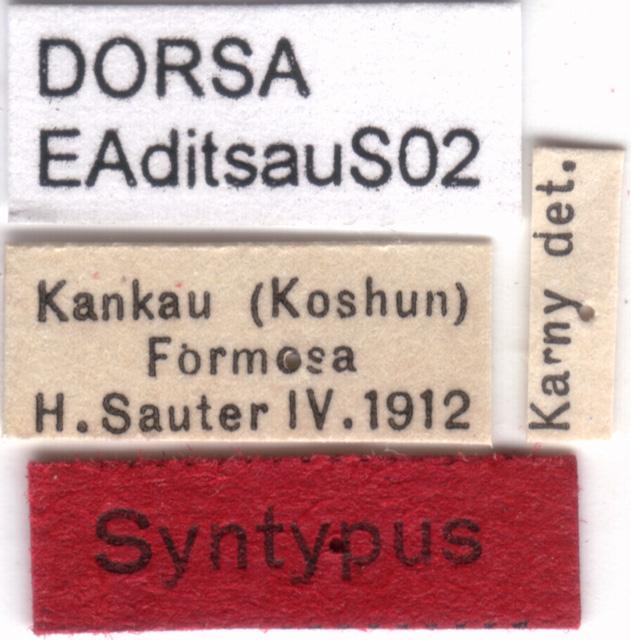 DORSA
EAditsauS02
Kankau (Koshun)
Formosa
H. Sauter IV. 1912
Karny det.
Syntypus